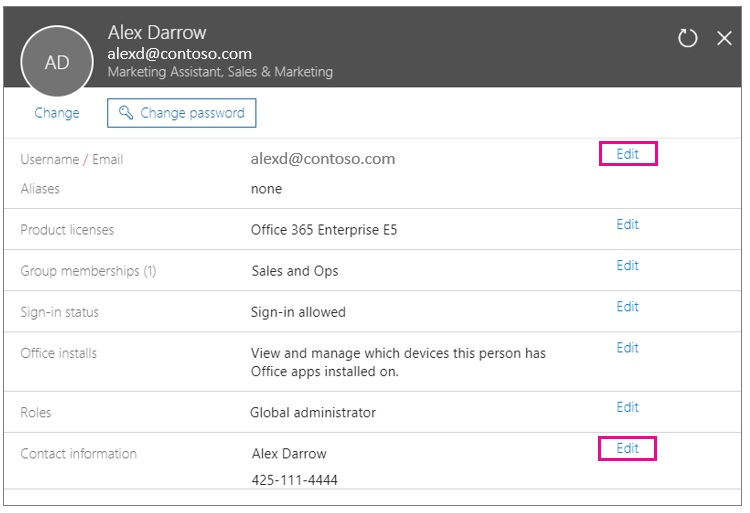 Alex Darrow
AD
alexd@contoso.com
Marketing Assistant, Sales & Marketing
Change
Change password
Username / Email alexd@contoso.com Edit
Aliases none
Product licenses Office 365 Enterprise E5 Edit
Group memberships (1) Sales and Ops Edit
Sign-in status Sign-in allowed Edit
Office installs View and manage which devices this person has Edit
Office apps installed on.
Roles Global administrator Edit
Contact information Alex Darrow Edit
425-111-4444